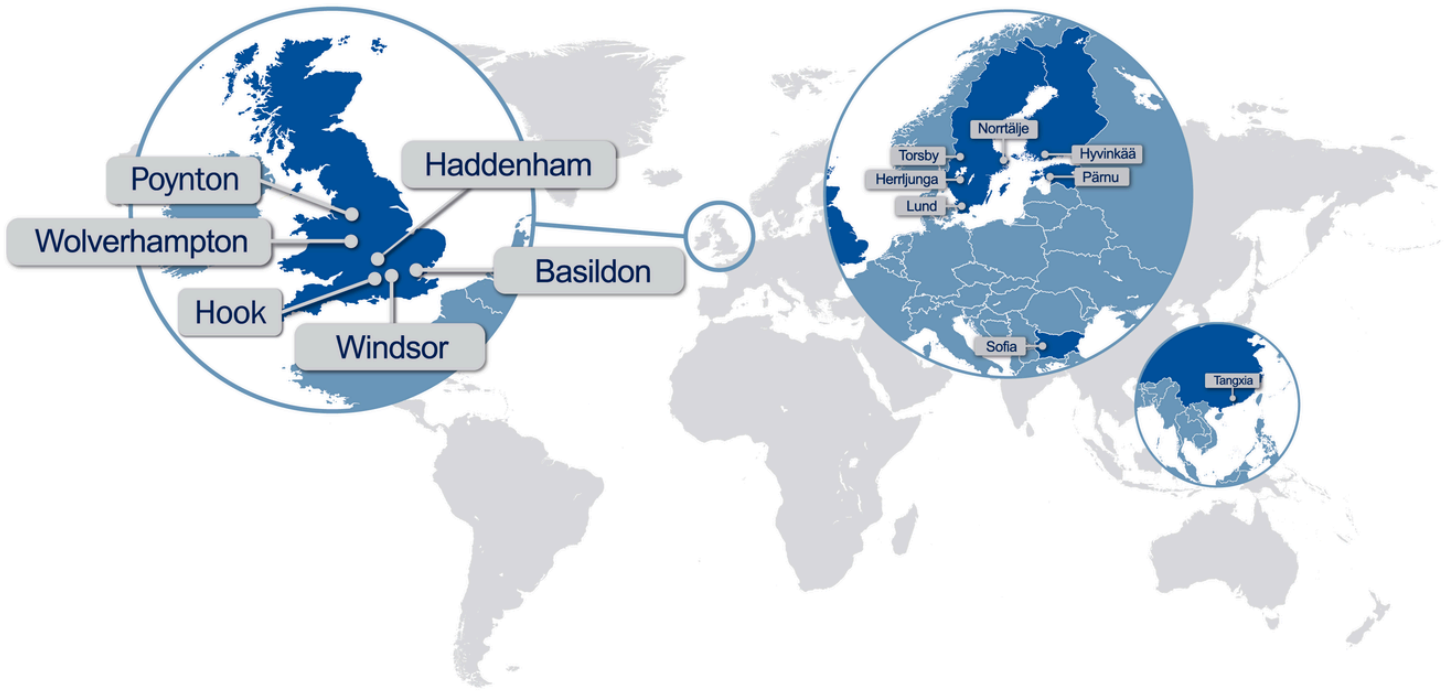 Poynton
Haddenham
Wolverhampton
Basildon
Hook
Windsor
Norrtälje
Torsby
Hyvinkää
Herrljunga
Pärnu
Lund
Sofia
Tangxia